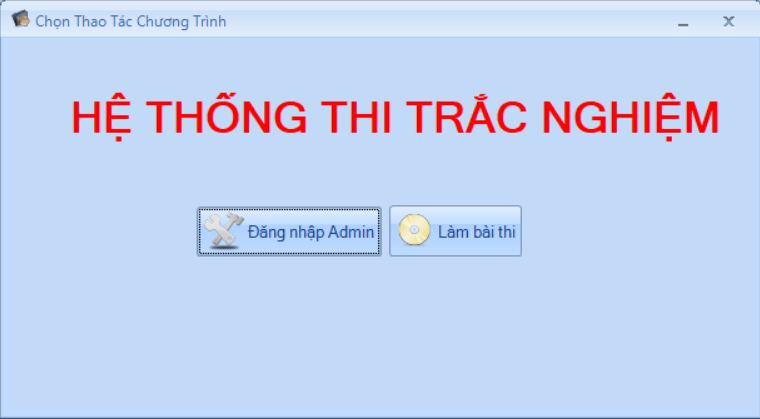 Chọn Thao Tác Chương Trình
HỆ THỐNG THI TRẮC NGHIỆM
Đăng nhập Admin
Làm bài thi